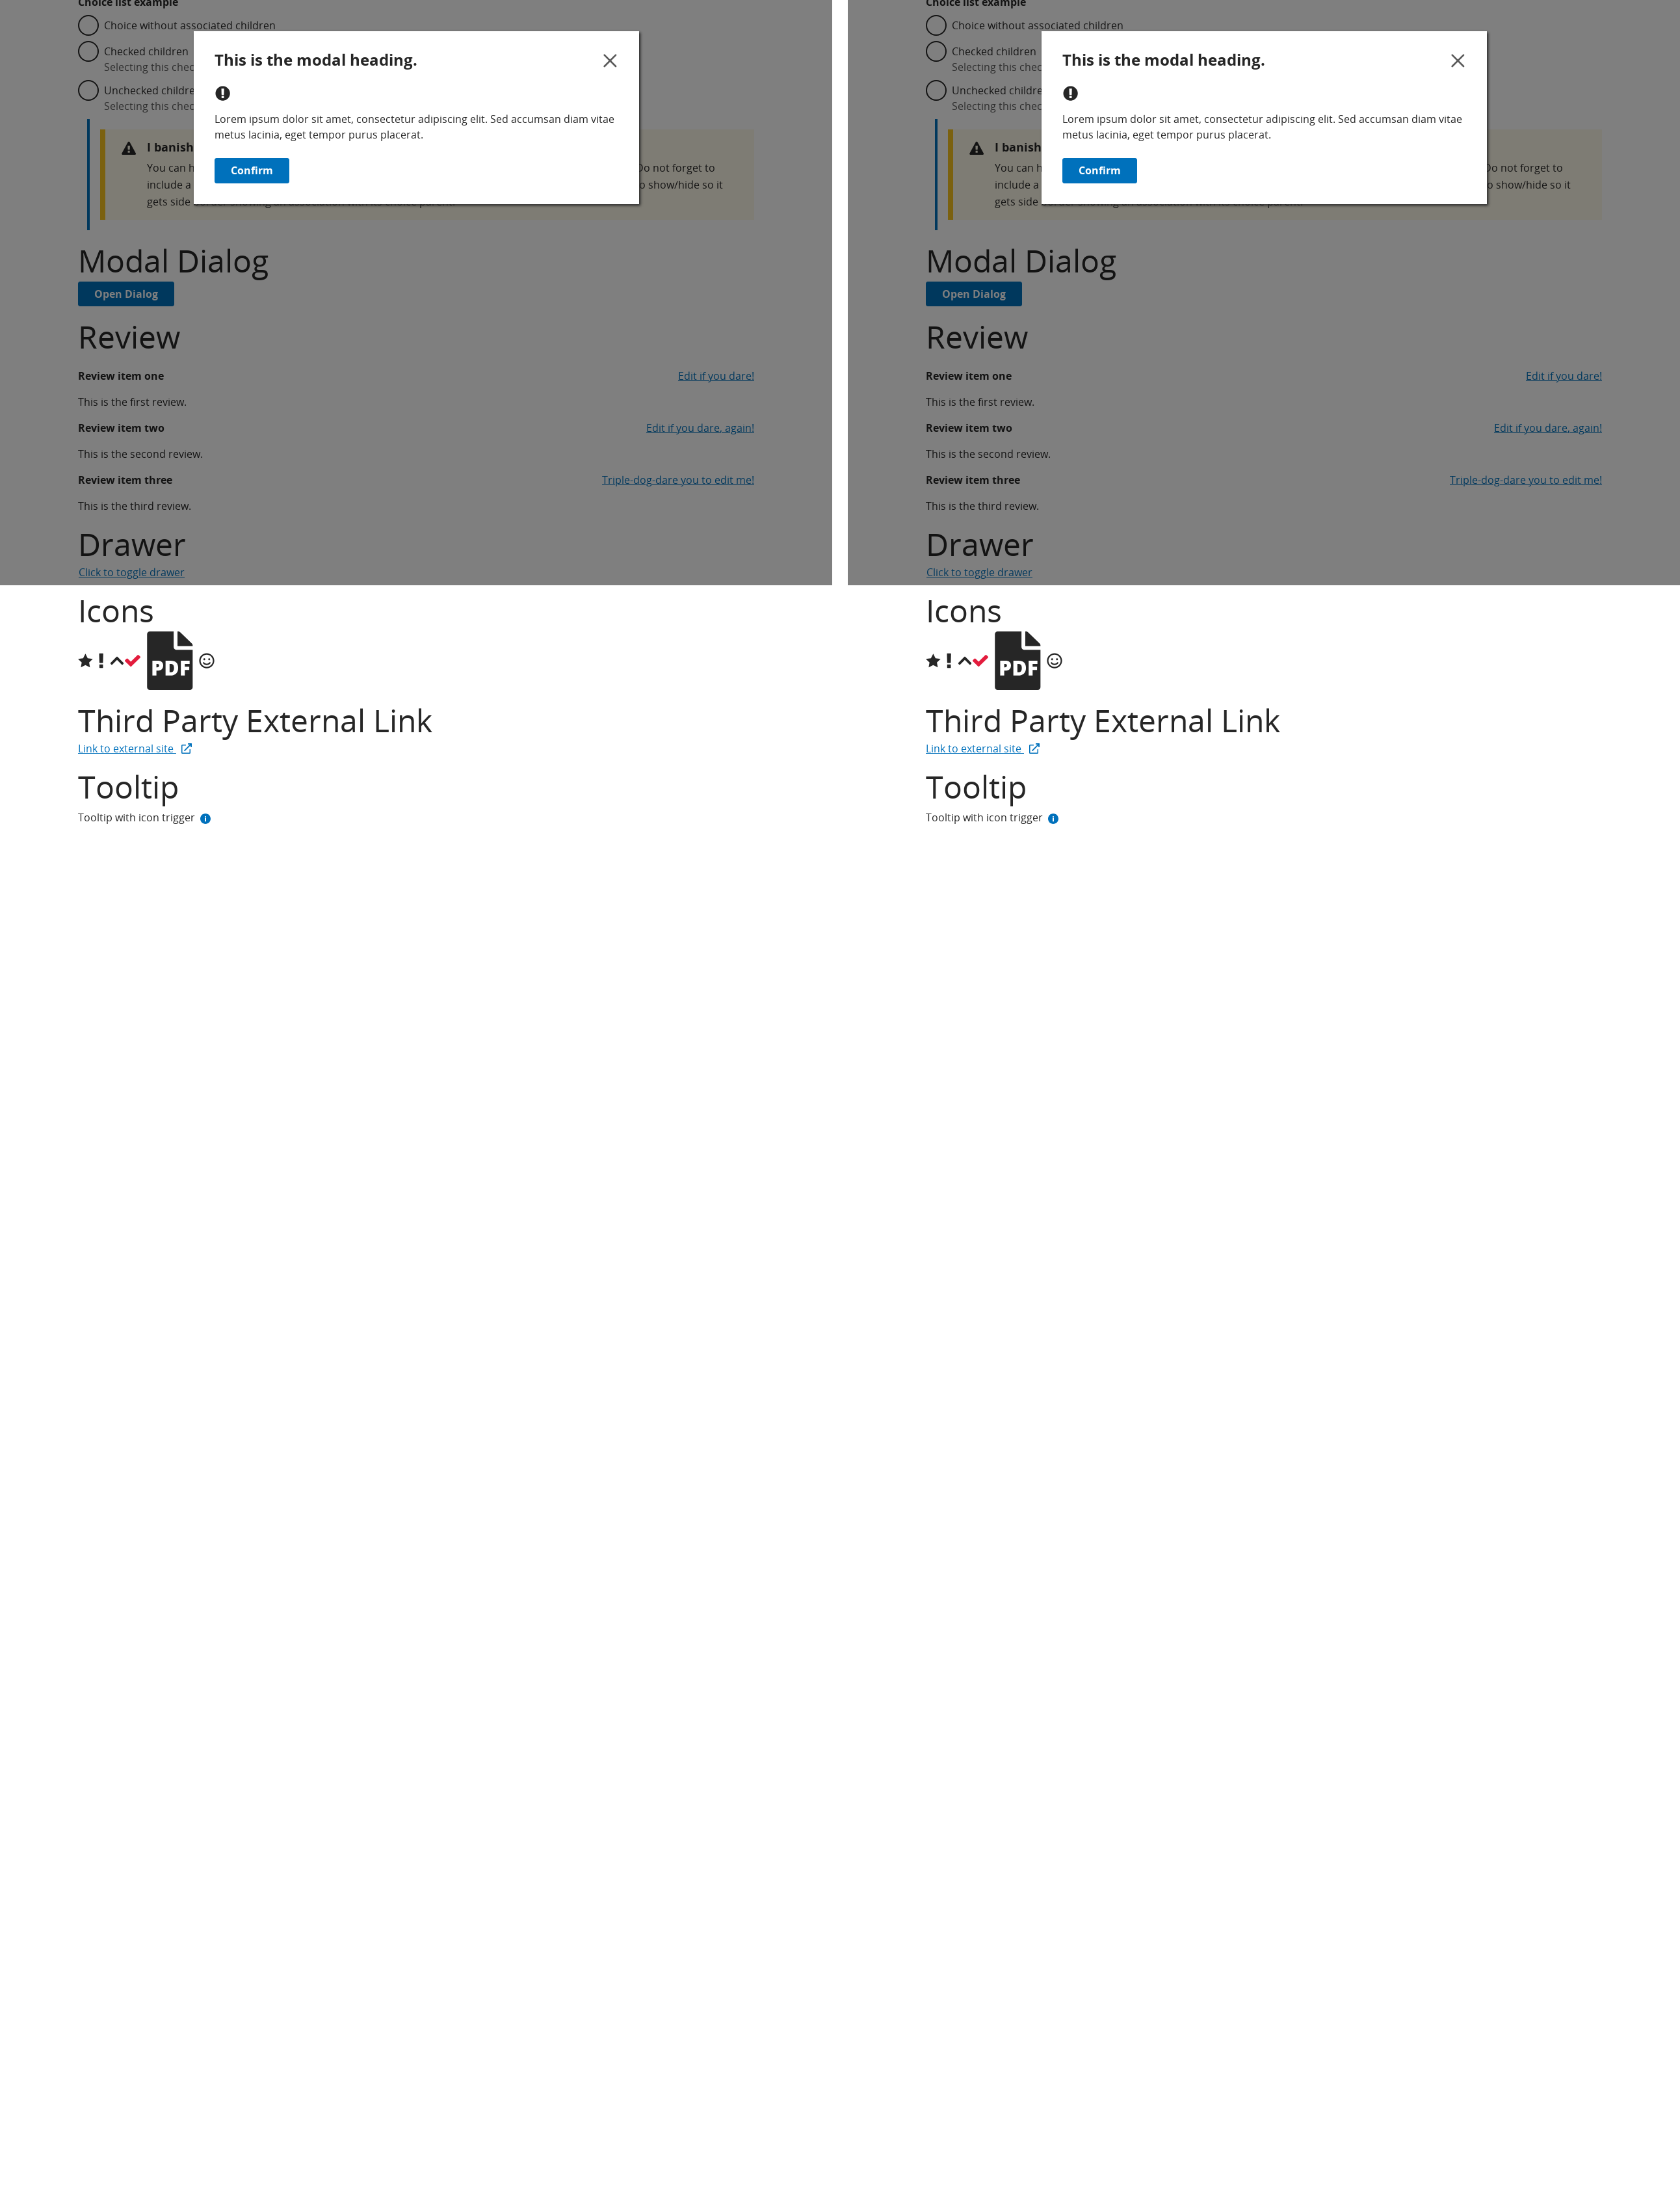 Choice list example
Choice without associated children
Checked children
Selecting this chec
Unchecked childre
Selecting this chec
This is the modal heading.
Lorem ipsum dolor sit amet, consectetur adipiscing elit. Sed accumsan diam vitae
metus lacinia, eget tempor purus placerat.
Confirm
I banish
You can h Do not forget to
include a o show/hide so it
gets side
Modal Dialog
Open Dialog
Review
Review item one Edit if you dare!
This is the first review.
Review item two Edit if you dare, again!
This is the second review.
Review item three Triple-dog-dare you to edit me!
This is the third review.
Drawer
Click to toggle drawer
Icons
PDF
Third Party External Link
Link to external site
Tooltip
Tooltip with icon trigger
Choice list example
Choice without associated children
Checked children
Selecting this chec
Unchecked childre
Selecting this chec
This is the modal heading.
Lorem ipsum dolor sit amet, consectetur adipiscing elit. Sed accumsan diam vitae
metus lacinia, eget tempor purus placerat.
Confirm
I banish
You can h Do not forget to
include a o show/hide so it
gets side
Modal Dialog
Open Dialog
Review
Review item one Edit if you dare!
This is the first review.
Review item two Edit if you dare, again!
This is the second review.
Review item three Triple-dog-dare you to edit me!
This is the third review.
Drawer
Click to toggle drawer
Icons
PDF
Third Party External Link
Link to external site
Tooltip
Tooltip with icon trigger